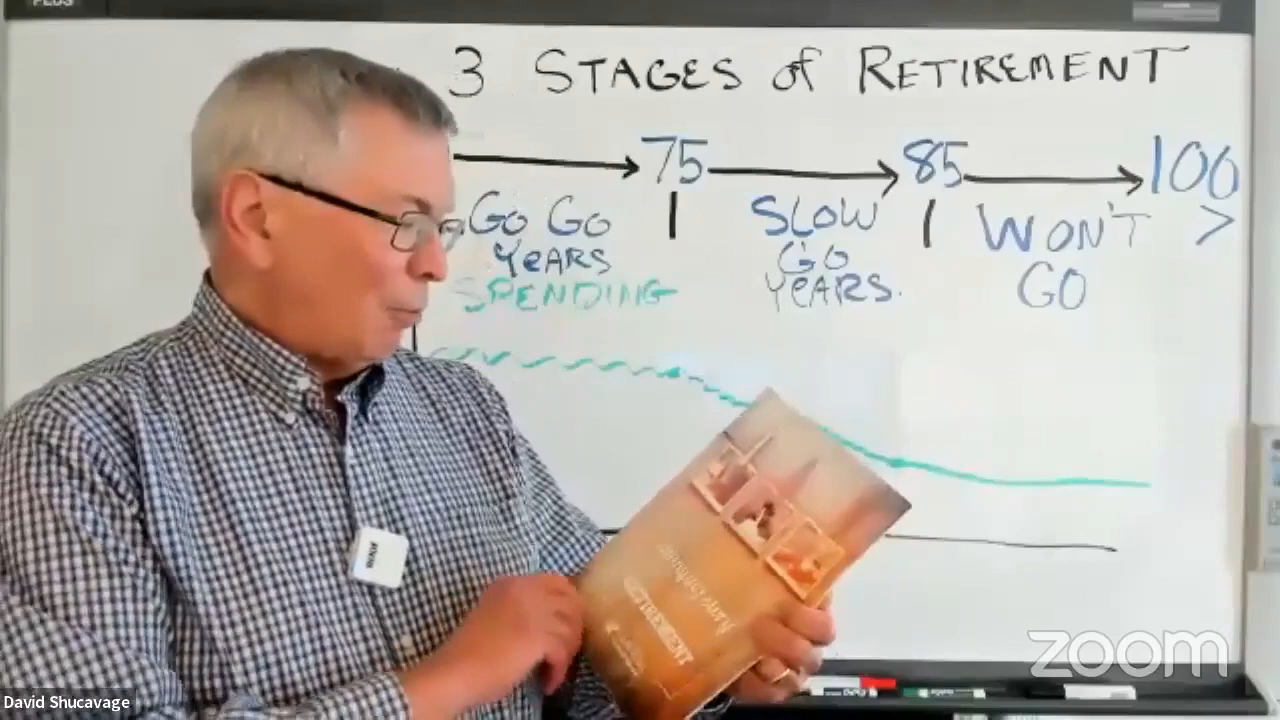 PLUS
3 STAGES of RETIREMENT
75 85 100
GO GO YEARS
SLOW GO YEARS.
WON'T GO
>
SPENDING
RETIREMENT
zoom
David Shucavage